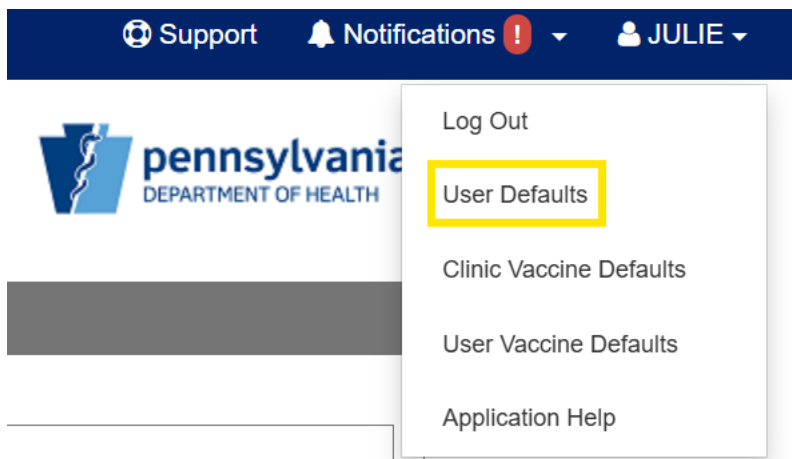 Support Notifications ! JULIE
pennsylvania
DEPARTMENT OF HEALTH
Log Out
User Defaults
Clinic Vaccine Defaults
User Vaccine Defaults
Application Help